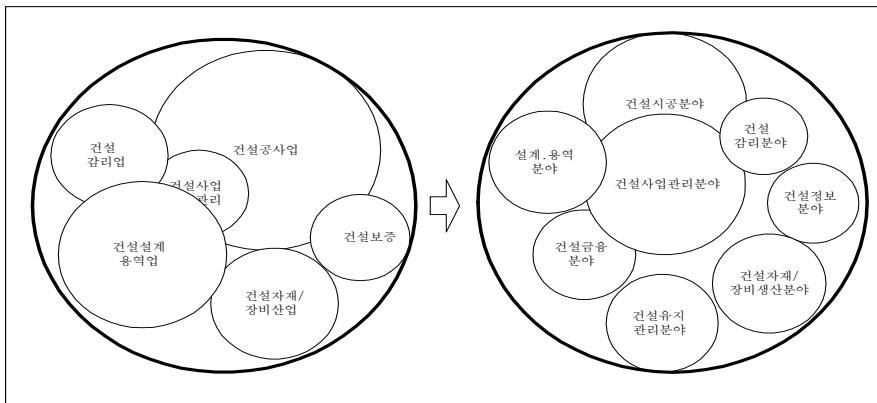 건설
감리업
건설공사업
건설사업
관리
건설설계
용역업
건설보증
건설자재/
장비산업
건설시공분야
건설
감리분야
설계.용역
분야
건설사업관리분야
건설정보
분야
건설금융
분야
건설자재/
장비생산분야
건설유지
관리분야